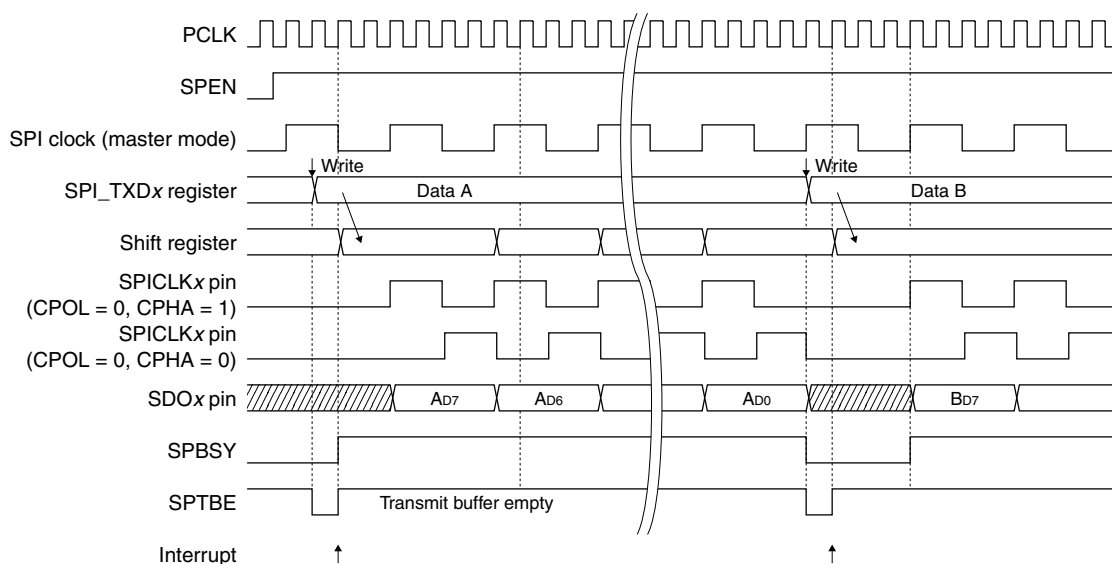 PCLK
SPEN
SPI clock (master mode)
Write Write
SPI_TXDx register Data A Data B
Shift register
SPICLKx pin
(CPOL = 0, CPHA = 1)
SPICLKx pin
(CPOL = 0, CPHA = 0)
SDOx pin AD7 AD6 AD0 BD7
SPBSY
SPTBE Transmit buffer empty
Interrupt